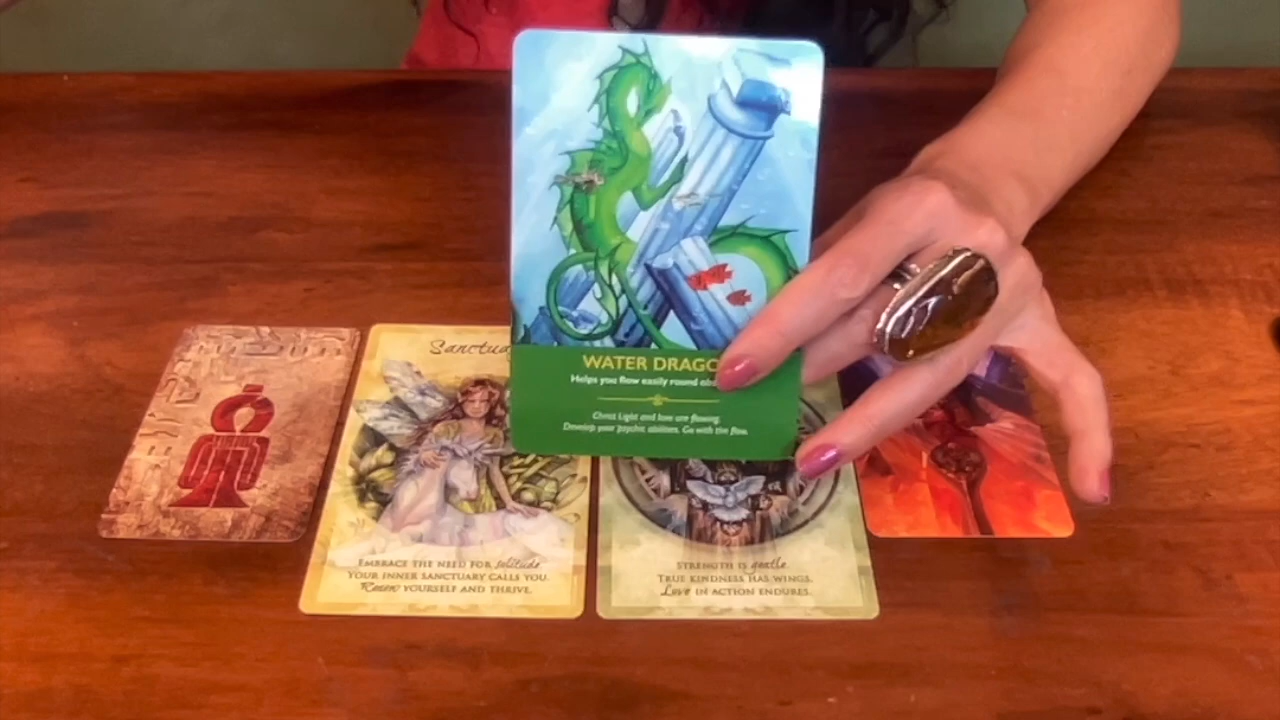 WATER DRAGO
Helps you flow easily round
Christ Light and love are flowing.
Develop your psychic abilities. Go with the flow.
Sanctua
EMBRACE THE NEED FOR solitude
YOUR INNER SANCTUARY CALLS YOU.
Renew YOURSELF AND THRIVE.
STRENGTH IS gentle.
TRUE KINDNESS HAS WINGS.
Love IN ACTION ENDURES.